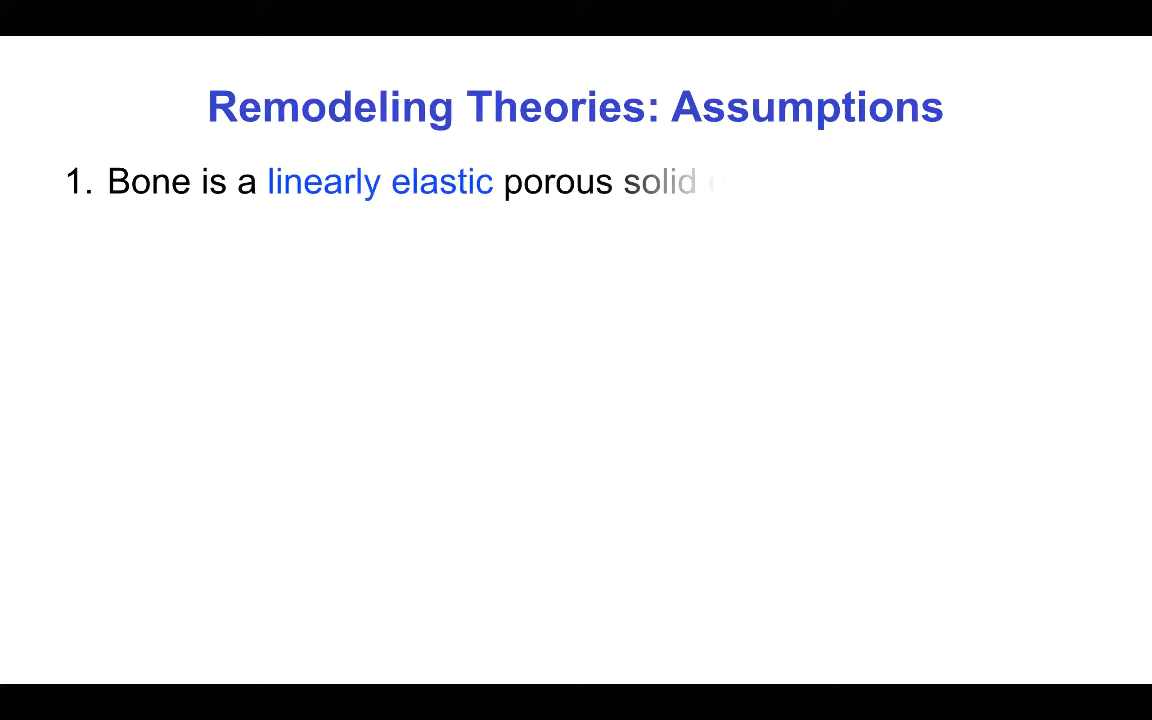 Remodeling Theories: Assumptions
1. Bone is a linearly elastic porous solid